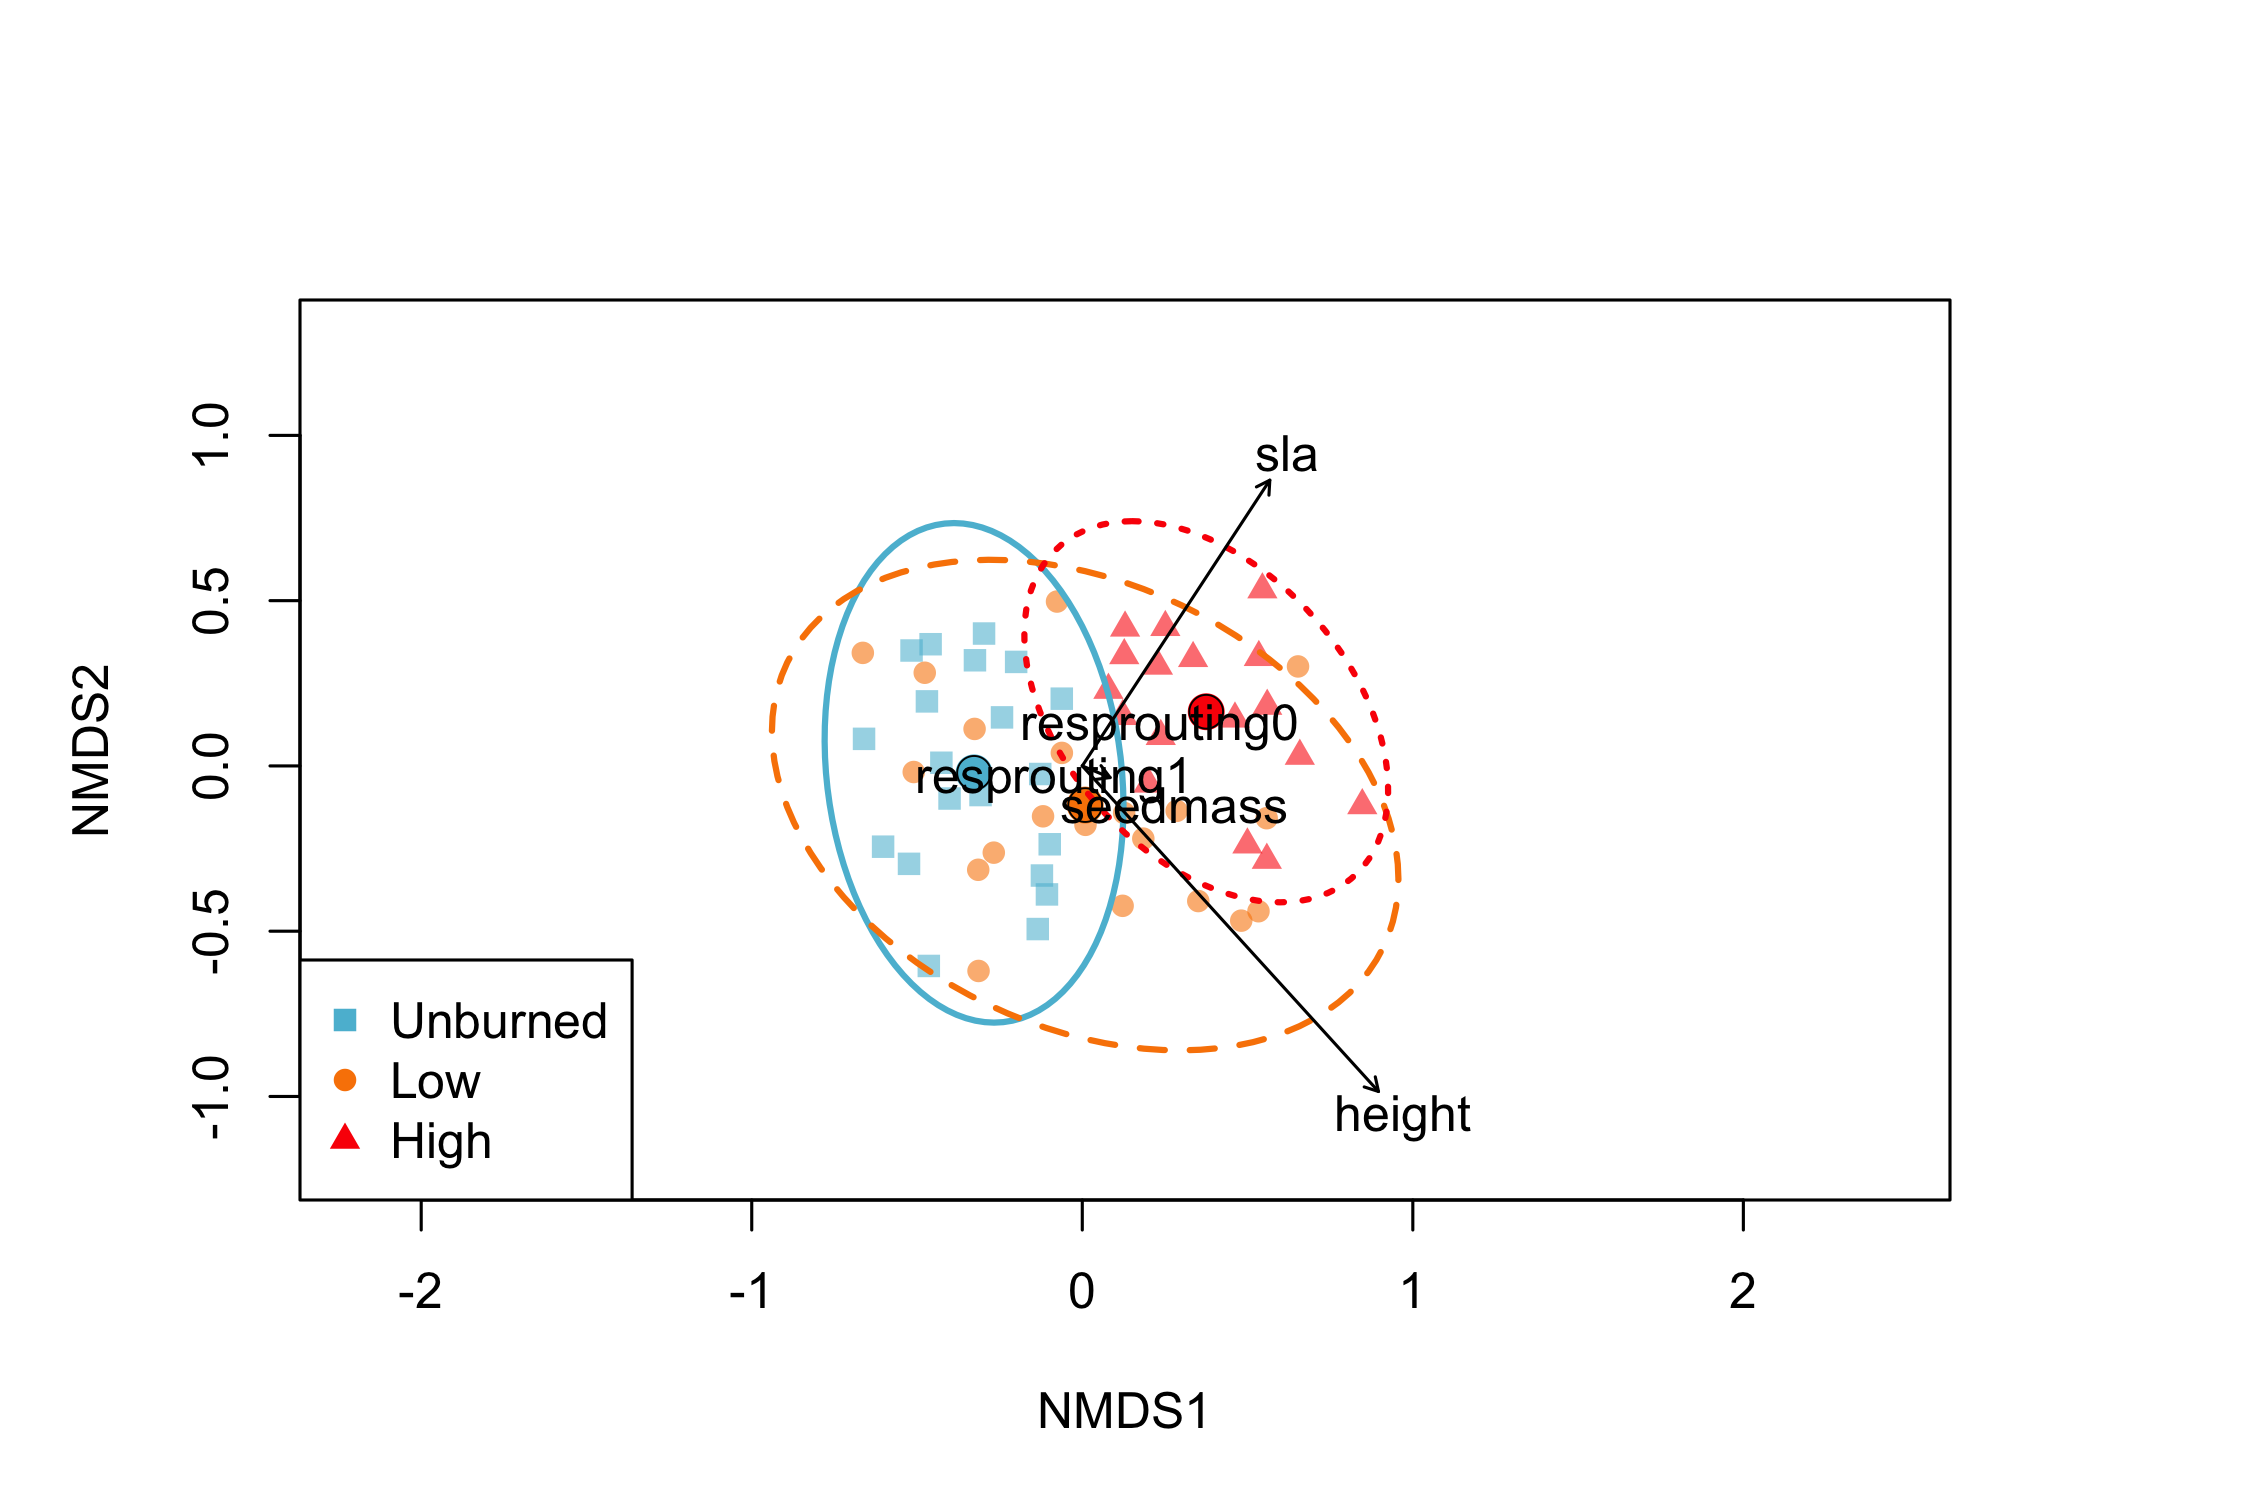 sla
resprouting0
resprouting1
seedmass
height
1.0
0.5
0.0
-0.5
-1.0
NMDS2
Unburned
Low
High
-2
-1
0
1
2
NMDS1